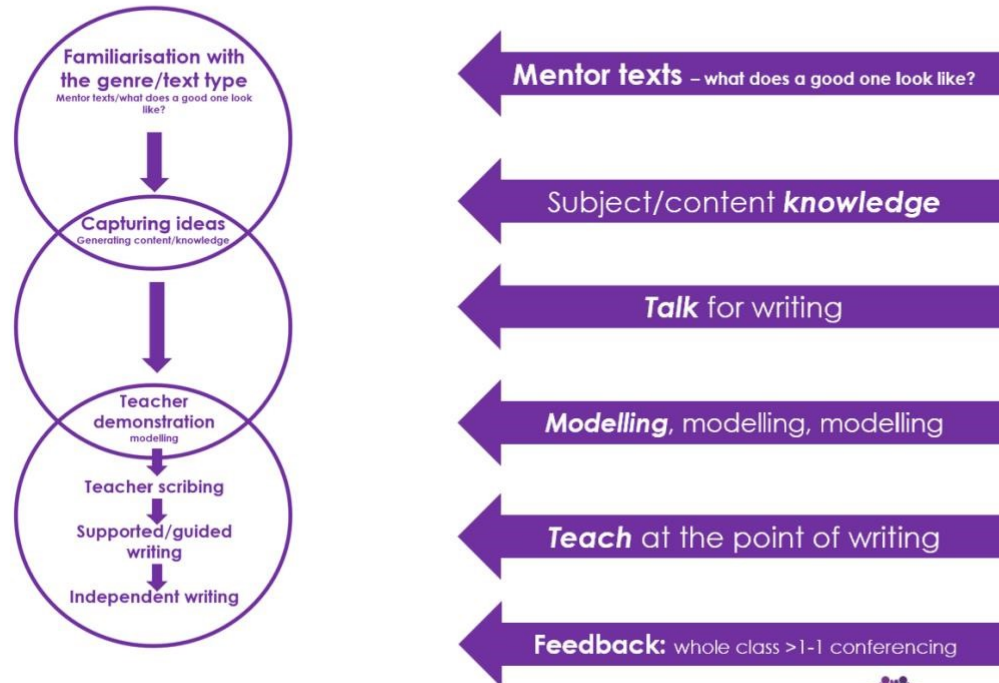 Familiarisation with
the genre/text type
Mentor texts/what does a good one look
like?
Capturing ideas
Generating content/knowledge
Teacher
demonstration
modelling
Teacher scribing
Supported/guided
writing
Independent writing
Mentor texts – what does a good one look like?
Subject/content knowledge
Talk for writing
Modelling, modelling, modelling
Teach at the point of writing
Feedback: whole class >1-1 conferencing